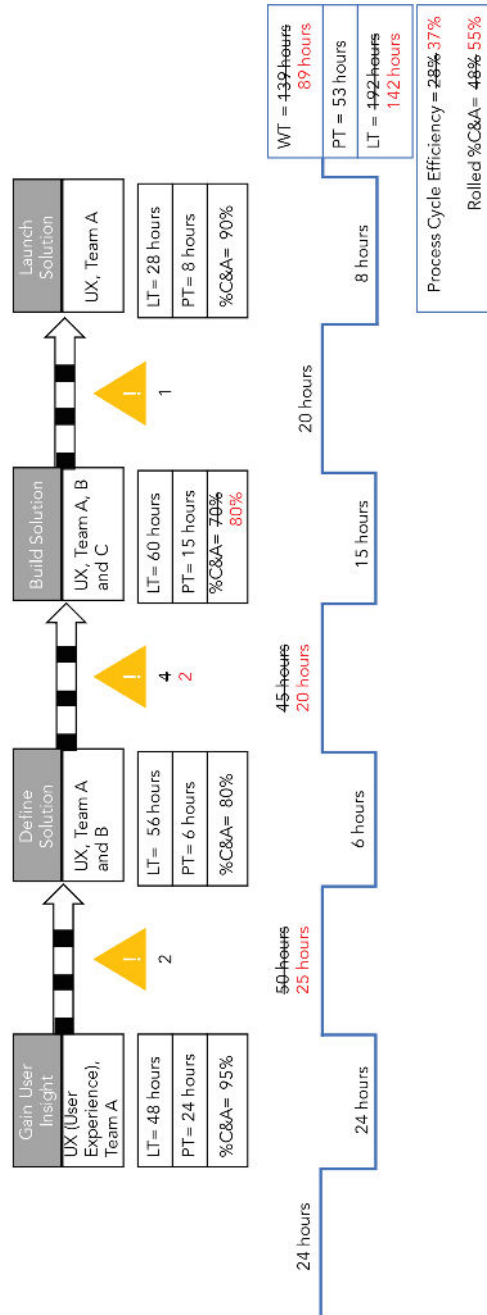 Gain User
Insight
UX (User
Experience),
Team A
LT= 48 hours
PT= 24 hours
%C&A= 95%
2
Define
Solution
UX, Team A
and B
LT= 56 hours
PT= 6 hours
%C&A= 80%
4
2
Build Solution
UX, Team A, B
and C
LT= 60 hours
PT= 15 hours
%C&A= 70%
80%
1
Launch
Solution
UX, Team A
LT= 28 hours
PT= 8 hours
%C&A= 90%
24 hours
24 hours
50 hours
25 hours
6 hours
45 hours
20 hours
15 hours
20 hours
8 hours
WT = 139 hours
89 hours
PT = 53 hours
LT = 192 hours
142 hours
Process Cycle Efficiency = 28% 37%
Rolled %C&A= 48% 55%